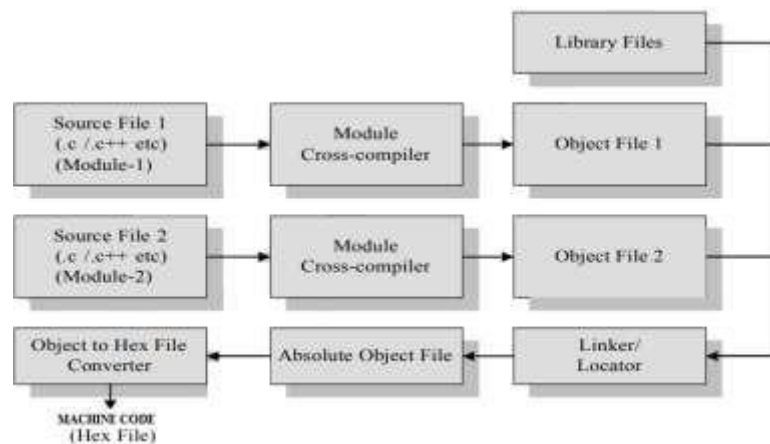 Library Files
Source File 1
(.c /.c++ etc)
(Module-1)
Module
Cross-compiler
Object File 1
Source File 2
(.c /.c++ etc)
(Module-2)
Module
Cross-compiler
Object File 2
Object to Hex File
Converter
Absolute Object File
Linker/
Locator
MACHINE CODE
(Hex File)